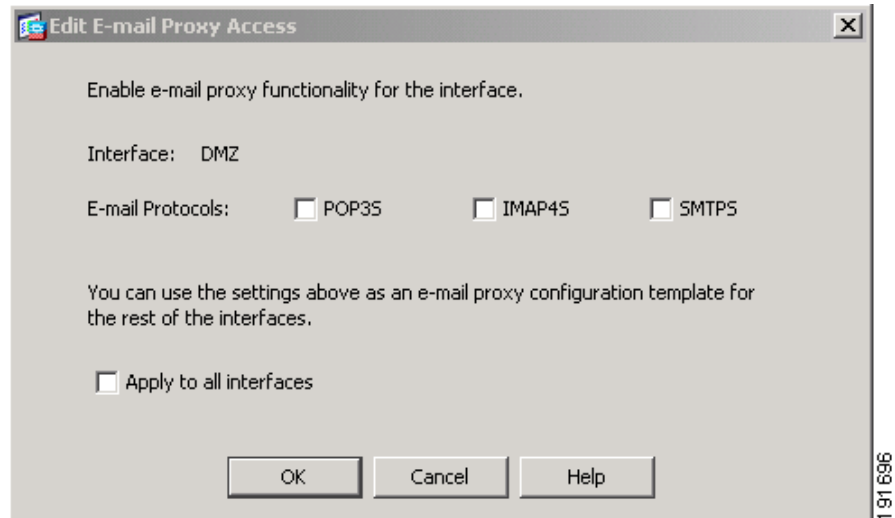 Edit E-mail Proxy Access
Enable e-mail proxy functionality for the interface.
Interface: DMZ
E-mail Protocols: POP3S IMAP4S SMTPS
You can use the settings above as an e-mail proxy configuration template for
the rest of the interfaces.
Apply to all interfaces
OK Cancel Help
191696